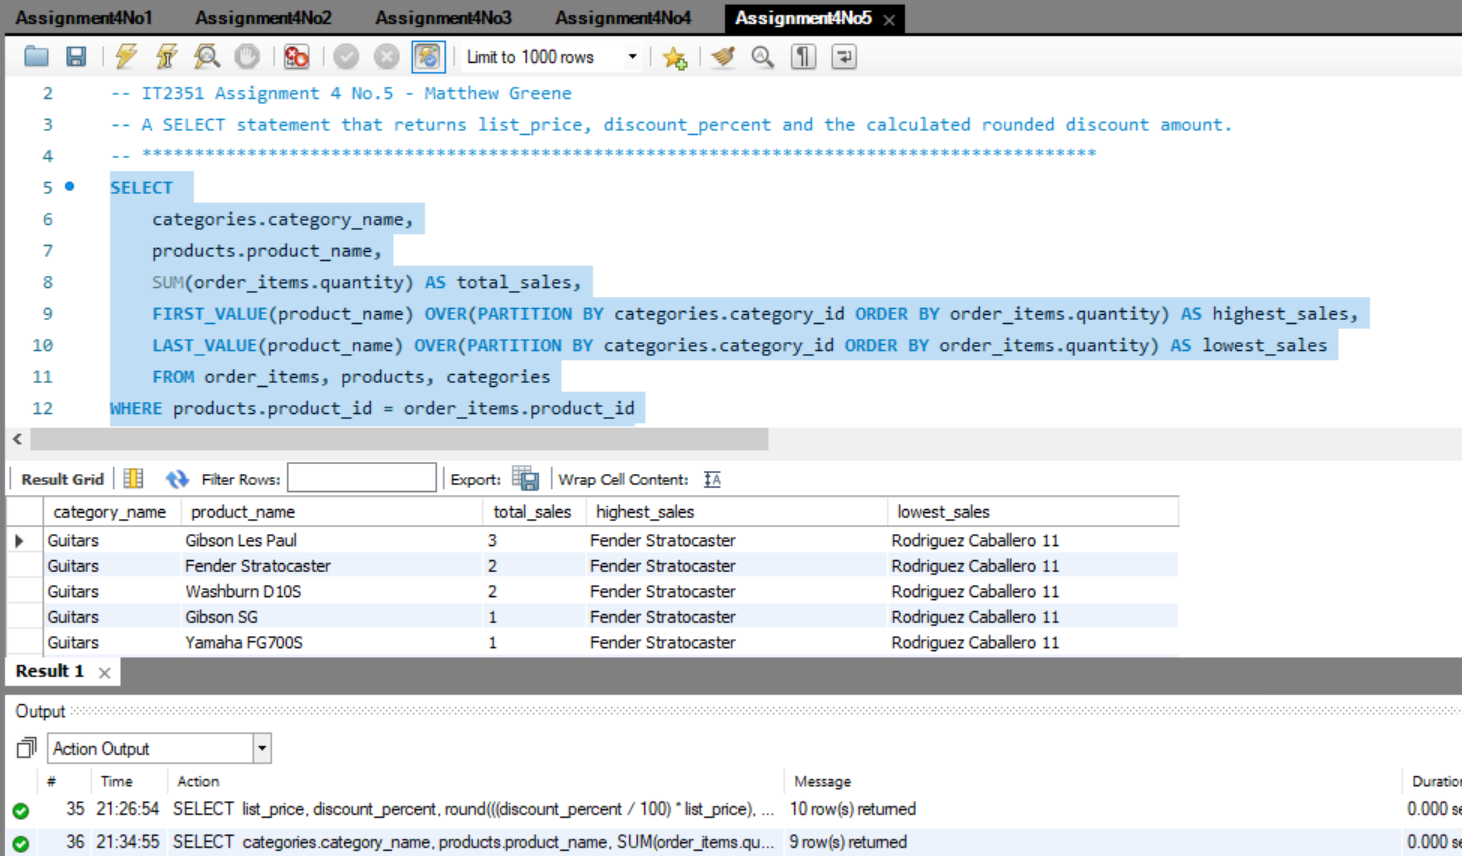 Assignment4No1 Assignment4No2 Assignment4No3 Assignment4No4 Assignment4No5
Limit to 1000 rows
2 -- IT2351 Assignment 4 No.5 - Matthew Greene
3 -- A SELECT statement that returns list_price, discount_percent and the calculated rounded discount amount.
4 -- *******************************************************************************************
5 SELECT
6 categories.category_name,
7 products.product_name,
8 SUM(order_items.quantity) AS total_sales,
9 FIRST_VALUE(product_name) OVER(PARTITION BY categories.category_id ORDER BY order_items.quantity) AS highest_sales,
10 LAST_VALUE(product_name) OVER(PARTITION BY categories.category_id ORDER BY order_items.quantity) AS lowest_sales
11 FROM order_items, products, categories
12 WHERE products.product_id = order_items.product_id
Result Grid Filter Rows: Export: Wrap Cell Content:
category_name product_name total_sales highest_sales lowest_sales
Guitars Gibson Les Paul 3 Fender Stratocaster Rodriguez Caballero 11
Guitars Fender Stratocaster 2 Fender Stratocaster Rodriguez Caballero 11
Guitars Washburn D10S 2 Fender Stratocaster Rodriguez Caballero 11
Guitars Gibson SG 1 Fender Stratocaster Rodriguez Caballero 11
Guitars Yamaha FG700S 1 Fender Stratocaster Rodriguez Caballero 11
Result 1
Output
Action Output
# Time Action Message Duration
35 21:26:54 SELECT list_price, discount_percent, round(((discount_percent / 100) * list_price), ... 10 row(s) returned 0.000 se
36 21:34:55 SELECT categories.category_name, products.product_name, SUM(order_items.qu... 9 row(s) returned 0.000 se